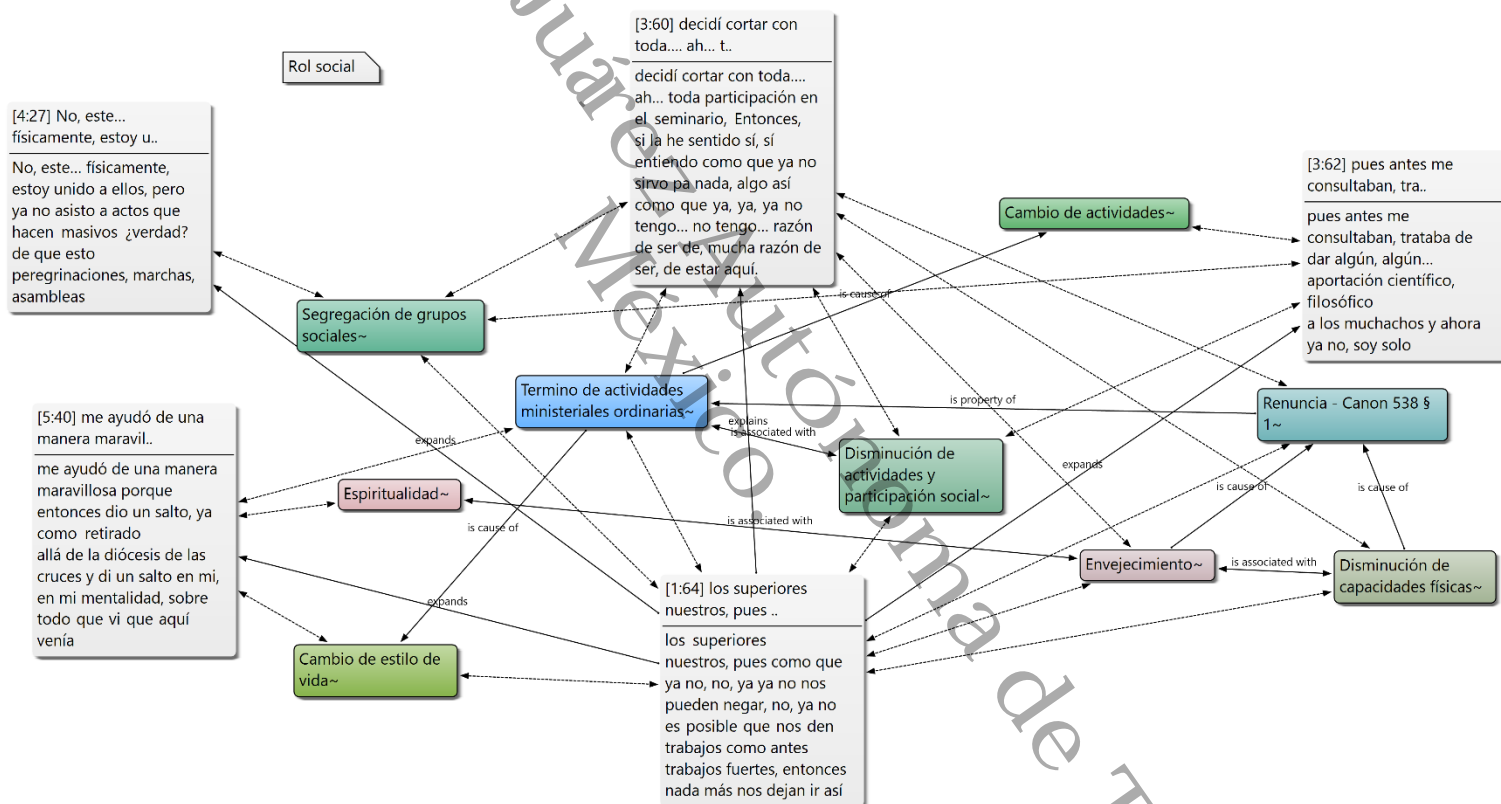 Rol social
[3:60] decidí cortar con
toda.... ah... t..
decidí cortar con toda....
ah... toda participación en
el seminario, Entonces,
si la he sentido sí, sí
entiendo como que ya no
sirvo pa nada, algo así
como que ya, ya, ya no
tengo... no tengo... razón
de ser de, mucha razón de
ser, de estar aquí.
[4:27] No, este...
físicamente, estoy u..
No, este... físicamente,
estoy unido a ellos, pero
ya no asisto a actos que
hacen masivos ¿verdad?
de que esto
peregrinaciones, marchas,
asambleas
[3:62] pues antes me
consultaban, tra..
pues antes me
consultaban, trataba de
dar algún, algún...
aportación científico,
filosófico
a los muchachos y ahora
ya no, soy solo
Cambio de actividades~
is cause of
Segregación de grupos
sociales~
Termino de actividades
ministeriales ordinarias~
is property of
Renuncia - Canon 538 §
1~
explains
is associated with
Disminución de
actividades y
participación social~
expands
expands
[5:40] me ayudó de una
manera maravil..
me ayudó de una manera
maravillosa porque
entonces dio un salto, ya
como retirado
allá de la diócesis de las
cruces y di un salto en mi,
en mi mentalidad, sobre
todo que vi que aquí
venía
Espiritualidad~
is cause of
is associated with
is cause of
is cause of
Envejecimiento~
is associated with
Disminución de
capacidades físicas~
expands
Cambio de estilo de
vida~
[1:64] los superiores
nuestros, pues ..
los superiores
nuestros, pues como que
ya no, no, ya ya no nos
pueden negar, no, ya no
es posible que nos den
trabajos como antes
trabajos fuertes, entonces
nada más nos dejan ir así
Juárez Autónoma de T
México.